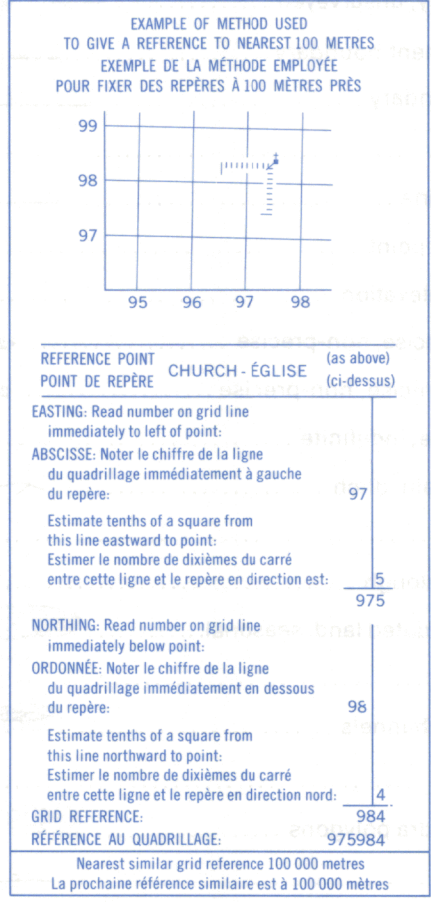 EXAMPLE OF METHOD USED
TO GIVE A REFERENCE TO NEAREST 100 METRES
EXEMPLE DE LA MÉTHODE EMPLOYÉE
POUR FIXER DES REPÈRES À 100 MÈTRES PRÈS
99
98
97
95 96 97 98
REFERENCE POINT
POINT DE REPÈRE
CHURCH - ÉGLISE
(as above)
(ci-dessus)
EASTING: Read number on grid line
immediately to left of point:
ABSCISSE: Noter le chiffre de la ligne
du quadrillage immédiatement à gauche
du repère: 97
Estimate tenths of a square from
this line eastward to point:
Estimer le nombre de dixièmes du carré
entre cette ligne et le repère en direction est: 5
975
NORTHING: Read number on grid line
immediately below point:
ORDONNÉE: Noter le chiffre de la ligne
du quadrillage immédiatement en dessous
du repère: 98
Estimate tenths of a square from
this line northward to point:
Estimer le nombre de dixièmes du carré
entre cette ligne et le repère en direction nord: 4
GRID REFERENCE: 984
RÉFÉRENCE AU QUADRILLAGE: 975984
Nearest similar grid reference 100 000 metres
La prochaine référence similaire est à 100 000 mètres